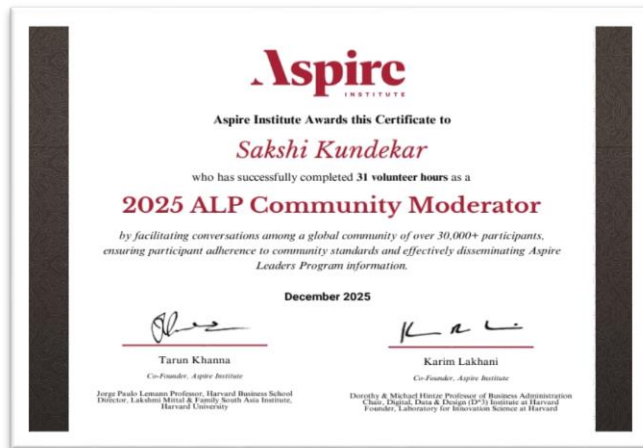 Aspire
INSTITUTE
Aspire Institute Awards this Certificate to
Sakshi Kundekar
who has successfully completed 31 volunteer hours as a
2025 ALP Community Moderator
by facilitating conversations among a global community of over 30,000+ participants,
ensuring participant adherence to community standards and effectively disseminating Aspire
Leaders Program information.
December 2025
Tarun Khanna
Co-Founder, Aspire Institute
Jorge Paulo Lemann Professor, Harvard Business School
Director, Lakshmi Mittal & Family South Asia Institute,
Harvard University
Karim Lakhani
Co-Founder, Aspire Institute
Dorothy & Michael Hintze Professor of Business Administration
Chair, Digital, Data & Design (D^3) Institute at Harvard
Founder, Laboratory for Innovation Science at Harvard